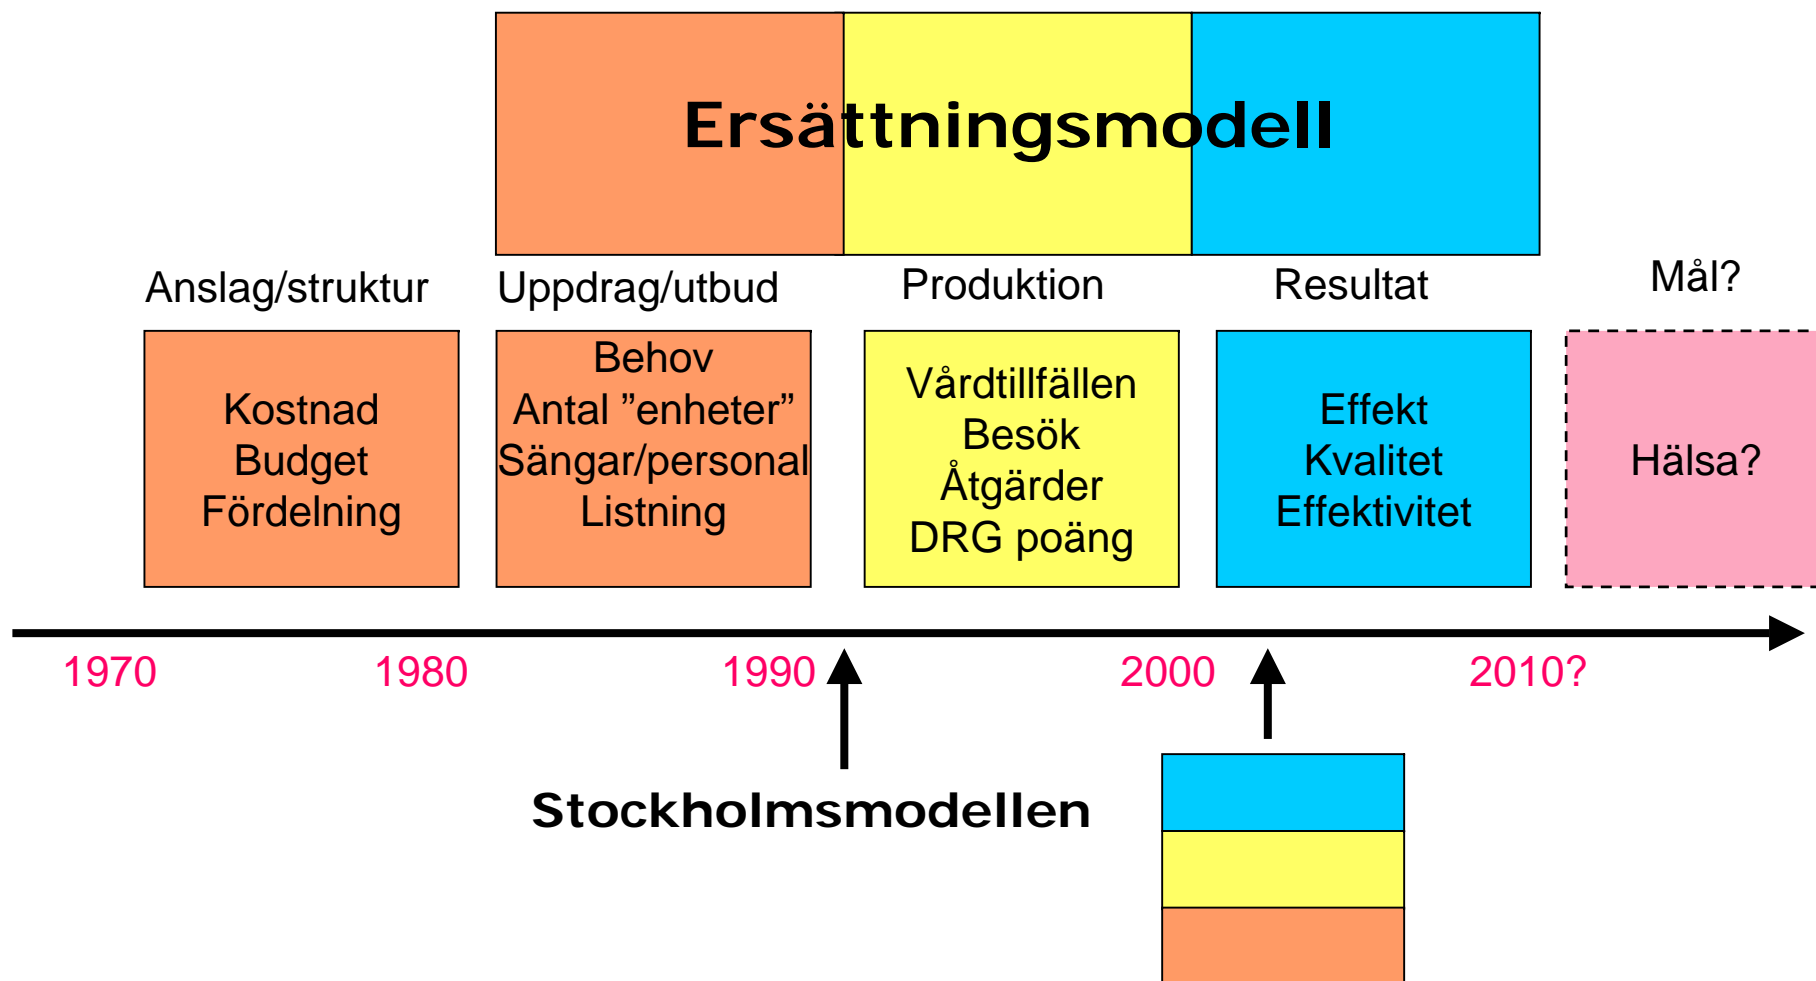 Ersättningsmodell
Anslag/struktur
Uppdrag/utbud
Produktion
Resultat
Mål?
Kostnad
Budget
Fördelning
Behov
Antal ”enheter”
Sängar/personal
Listning
Vårdtillfällen
Besök
Åtgärder
DRG poäng
Effekt
Kvalitet
Effektivitet
Hälsa?
1970
1980
1990
2000
2010?
Stockholmsmodellen